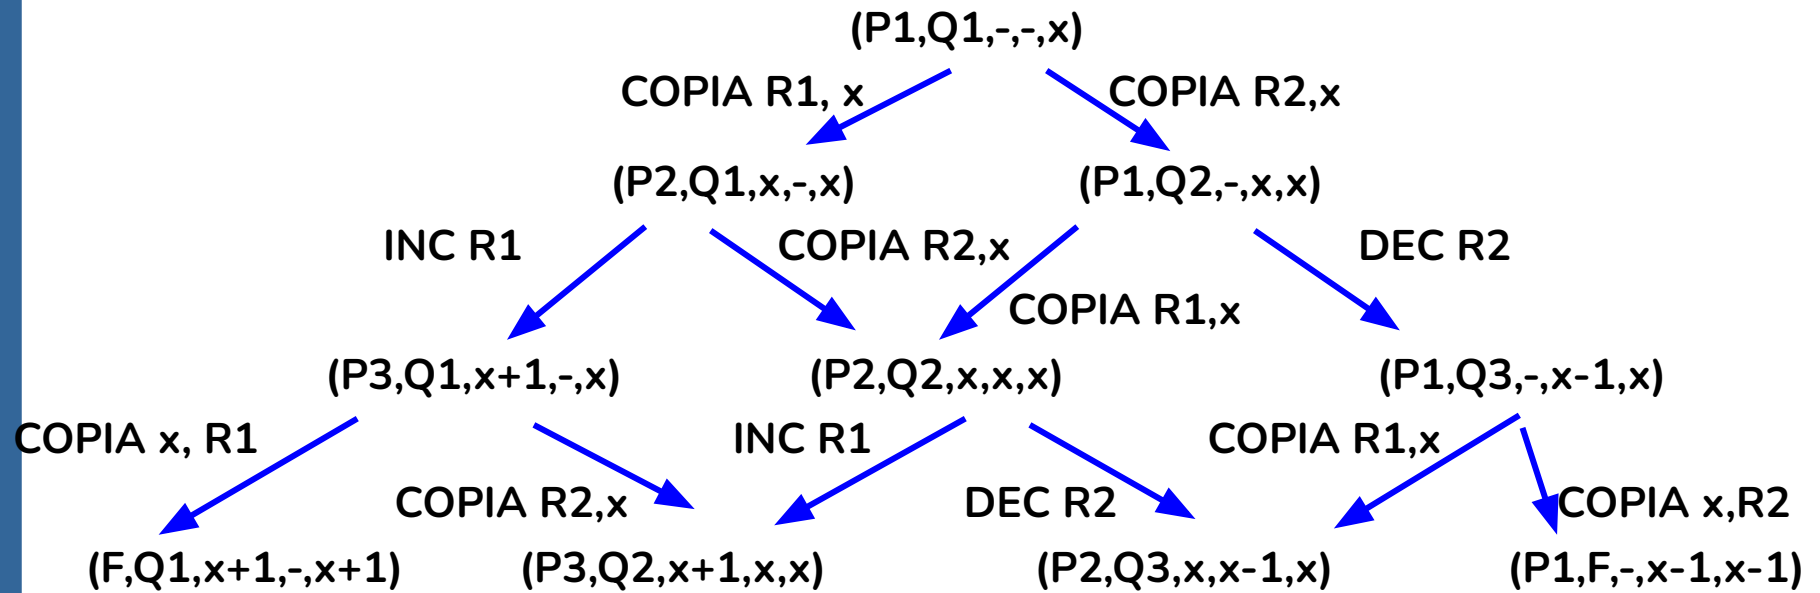 (P1,Q1,-,-,x)
COPIA R1, x
COPIA R2,x
(P2,Q1,x,-,x)
(P1,Q2,-,x,x)
INC R1
COPIA R2,x
DEC R2
COPIA R1,x
(P3,Q1,x+1,-,x)
(P2,Q2,x,x,x)
(P1,Q3,-,x-1,x)
COPIA x, R1
INC R1
COPIA R1,x
COPIA R2,x
DEC R2
COPIA x,R2
(F,Q1,x+1,-,x+1)
(P3,Q2,x+1,x,x)
(P2,Q3,x,x-1,x)
(P1,F,-,x-1,x-1)